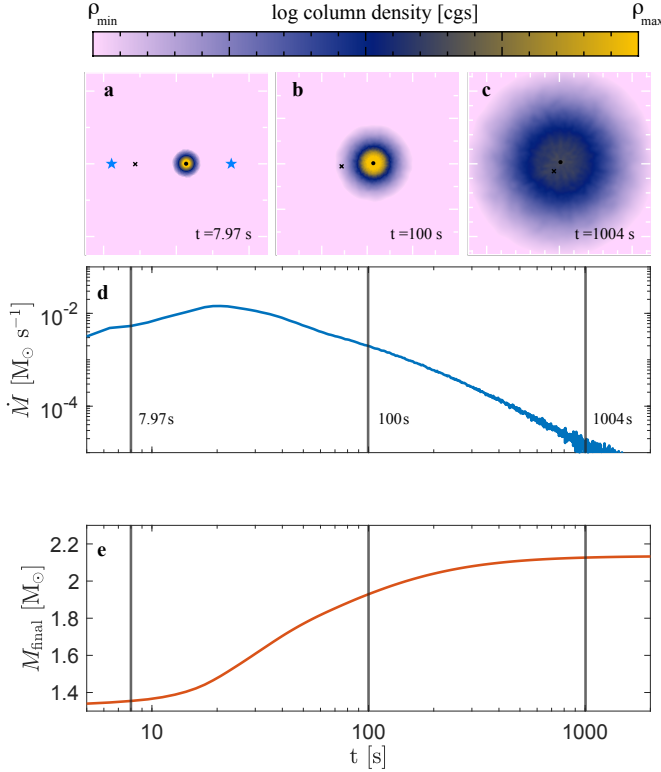 ρmin log column density [cgs] ρmax
a b c
t =7.97 s t =100 s t =1004 s
d
10⁻²
10⁻⁴
Ṁ [M⊙ s⁻¹]
7.97s 100s 1004s
e
2.2
2
1.8
1.6
1.4
Mfinal [M⊙]
10 100 1000
t [s]